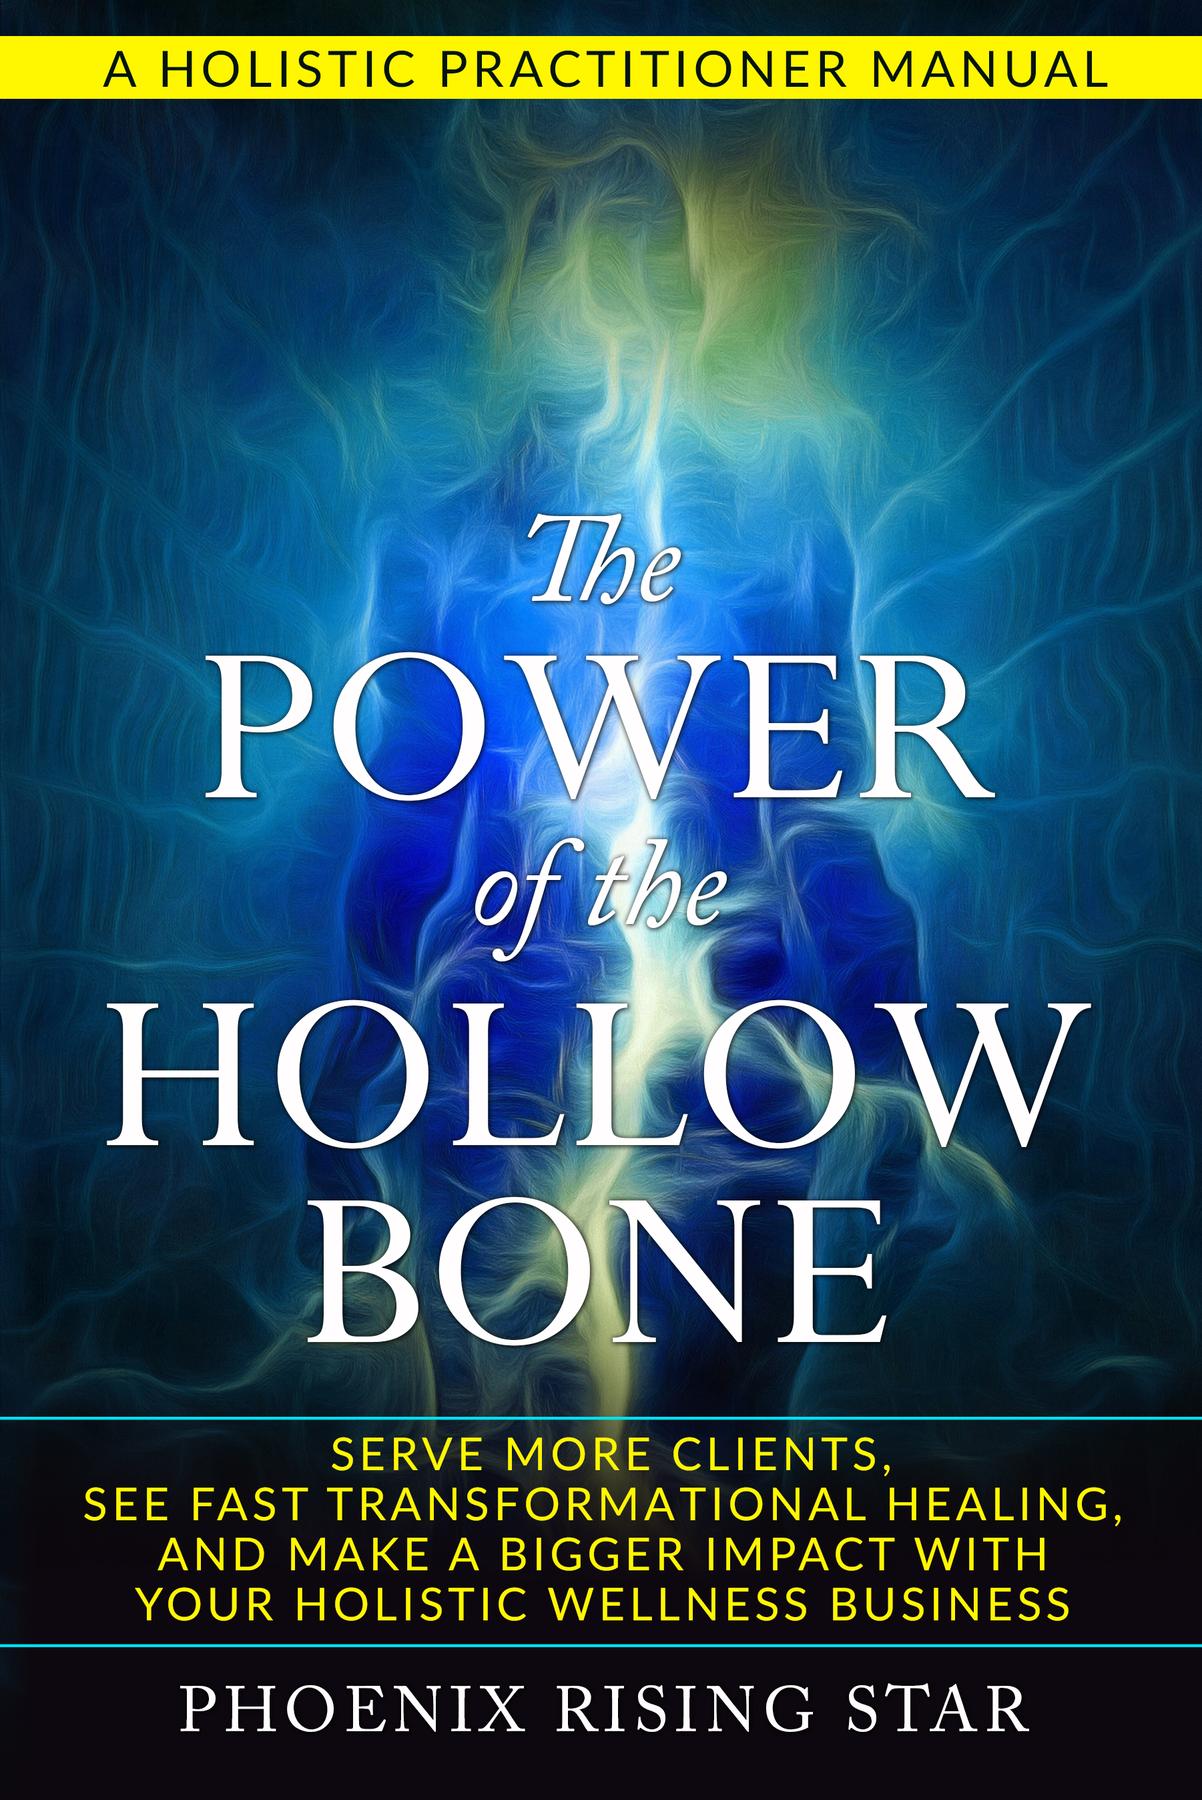 A HOLISTIC PRACTITIONER MANUAL
The
POWER
of the
HOLLOW
BONE
SERVE MORE CLIENTS,
SEE FAST TRANSFORMATIONAL HEALING,
AND MAKE A BIGGER IMPACT WITH
YOUR HOLISTIC WELLNESS BUSINESS
PHOENIX RISING STAR